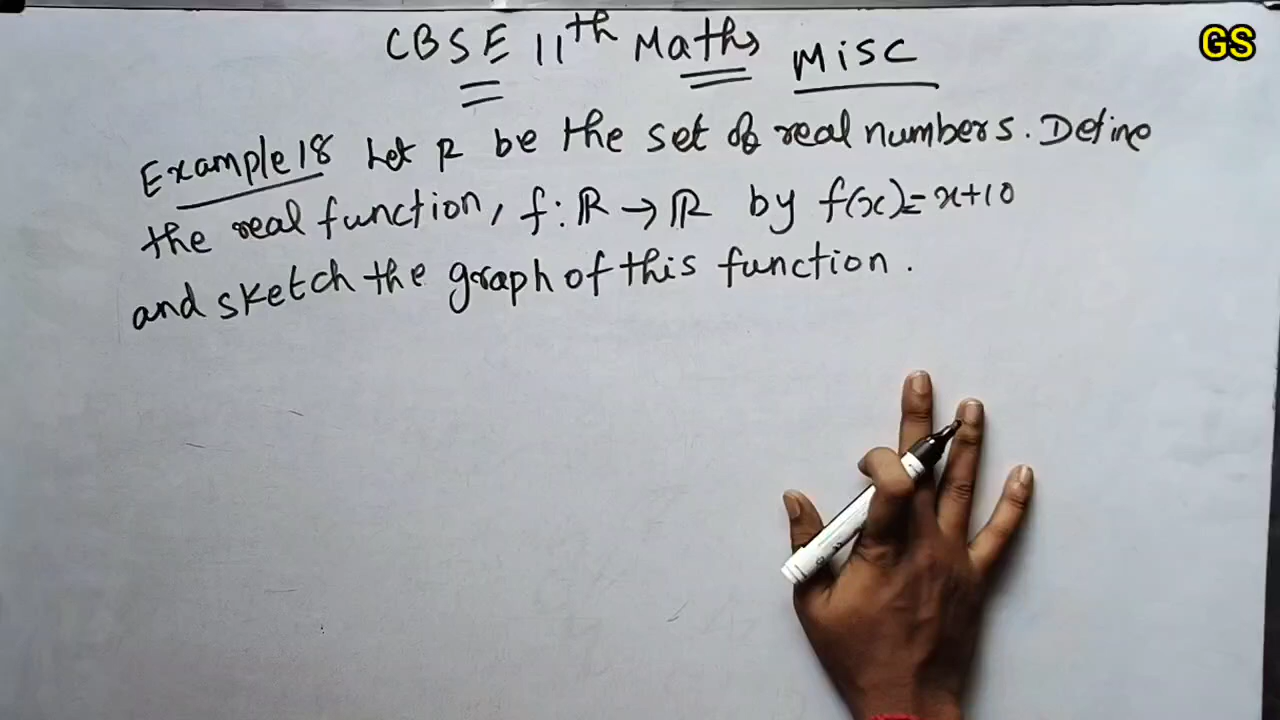 CBSE 11th Maths MISC
GS
Example 18 Let R be the set of real numbers. Define
the real function, f: ℝ → ℝ by f(x) = x+10
and sketch the graph of this function.